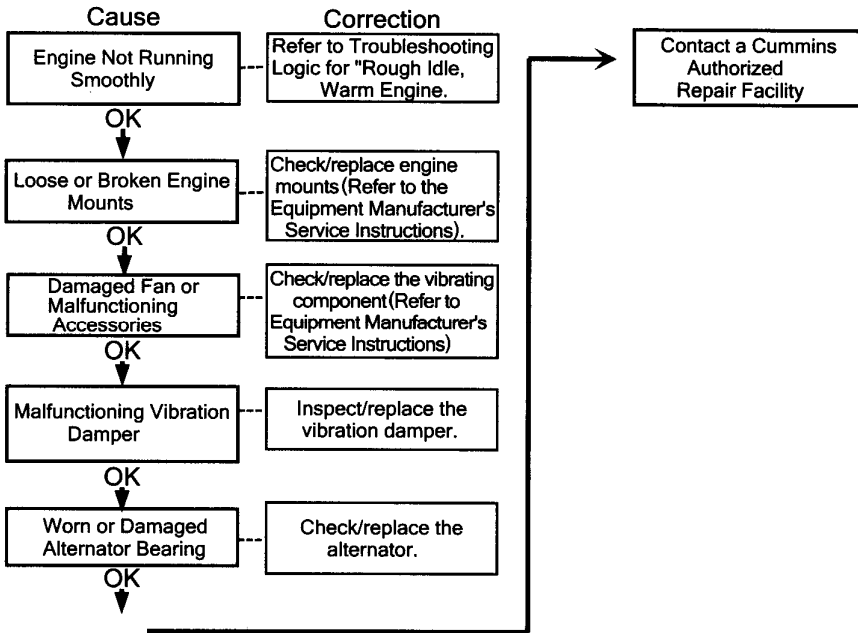 Cause
Correction
Engine Not Running
Smoothly
Refer to Troubleshooting
Logic for "Rough Idle,
Warm Engine.
OK
Loose or Broken Engine
Mounts
Check/replace engine
mounts(Refer to the
Equipment Manufacturer's
Service Instructions).
OK
Damaged Fan or
Malfunctioning
Accessories
Check/replace the vibrating
component(Refer to
Equipment Manufacturer's
Service Instructions)
OK
Malfunctioning Vibration
Damper
Inspect/replace the
vibration damper.
OK
Worn or Damaged
Alternator Bearing
Check/replace the
alternator.
OK
Contact a Cummins
Authorized
Repair Facility